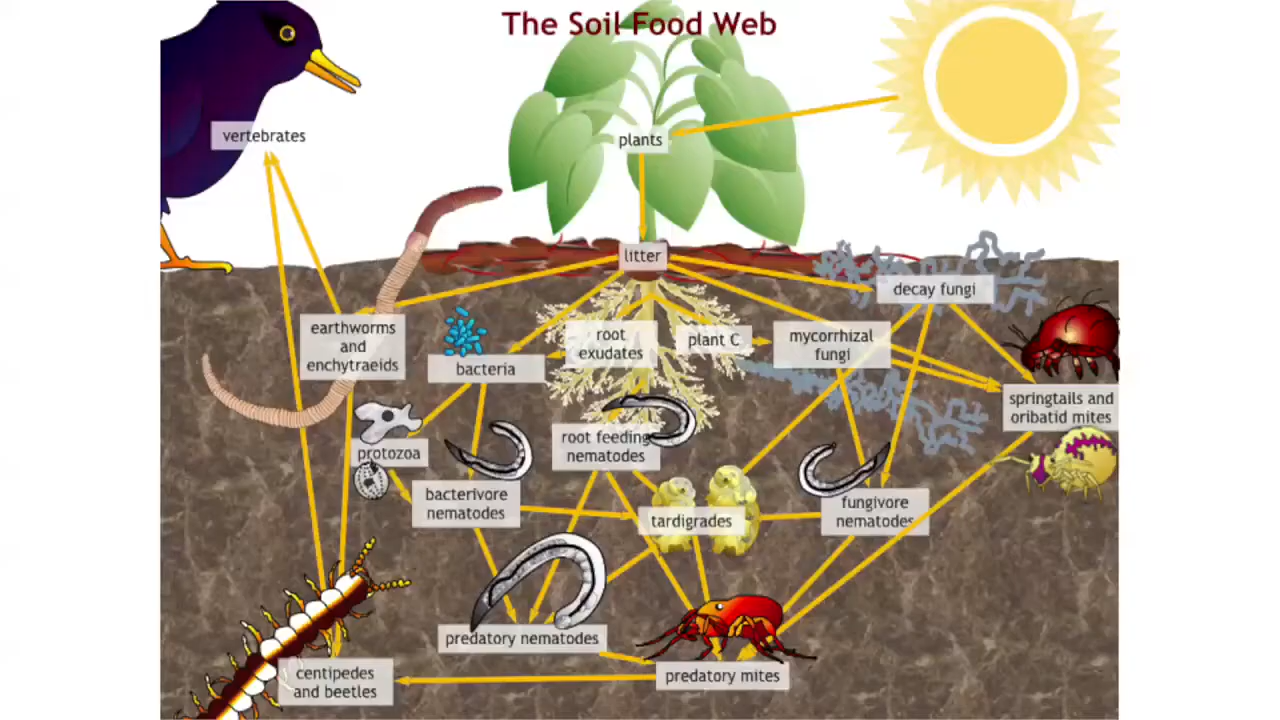 The Soil Food Web
vertebrates
plants
litter
decay fungi
earthworms
and
enchytraeids
bacteria
root
exudates
plant C
mycorrhizal
fungi
springtails and
oribatid mites
protozoa
root feeding
nematodes
bacterivore
nematodes
tardigrades
fungivore
nematodes
predatory nematodes
predatory mites
centipedes
and beetles